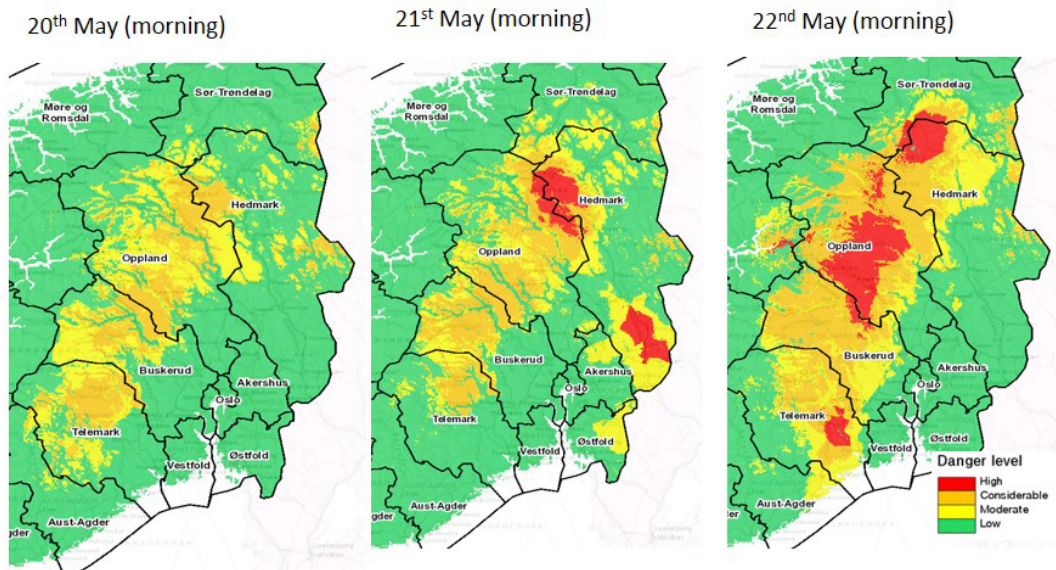 20th May (morning)
21st May (morning)
22nd May (morning)
Sør-Trøndelag
Møre og
Romsdal
Hedmark
Oppland
Buskerud
Akershus
Oslo
Telemark
Vestfold
Østfold
Aust-Agder
der
Sør-Trøndelag
Møre og
Romsdal
Hedmark
Oppland
Buskerud
Akershus
Oslo
Telemark
Vestfold
Østfold
Aust-Agder
der
Sør-Trøndelag
Møre og
Romsdal
Hedmark
Oppland
Buskerud
Akershus
Oslo
Telemark
Vestfold
Østfold
Aust-Agder
der
Danger level
High
Considerable
Moderate
Low